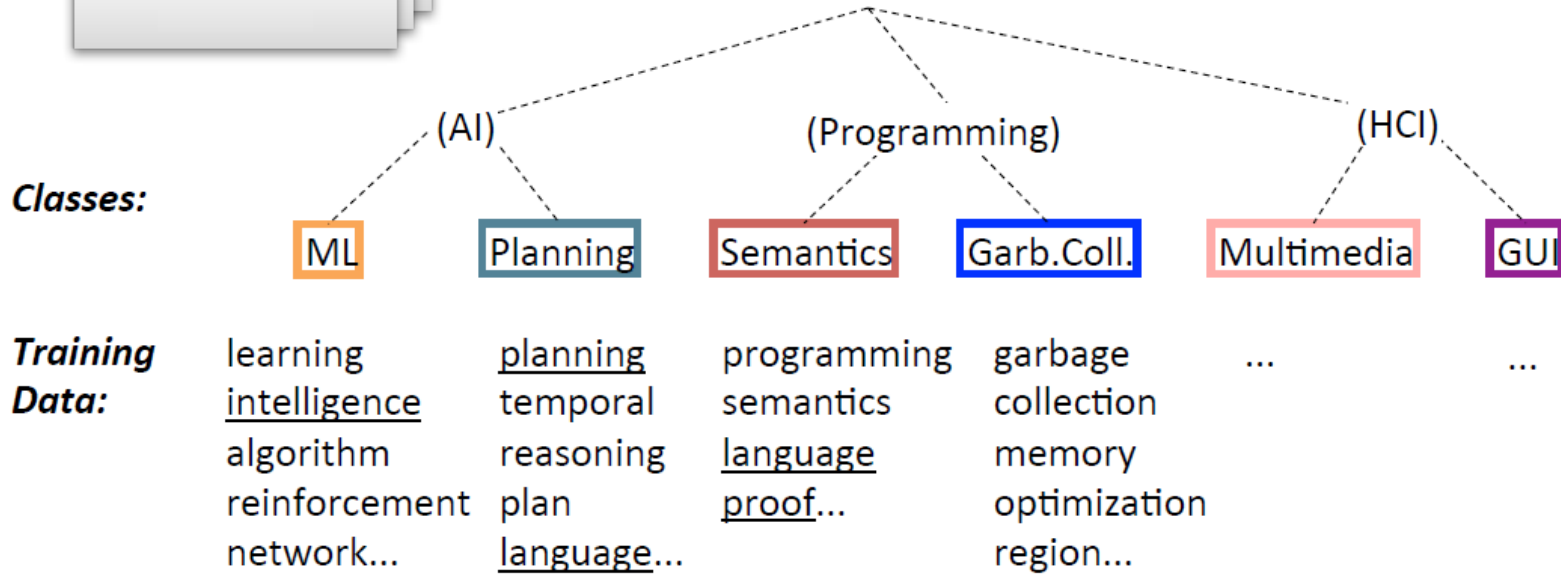 (AI) (Programming) (HCI)
Classes:
ML Planning Semantics Garb.Coll. Multimedia GUI
Training learning planning programming garbage ... ...
Data: intelligence temporal semantics collection
algorithm reasoning language memory
reinforcement plan proof... optimization
network... language... region...